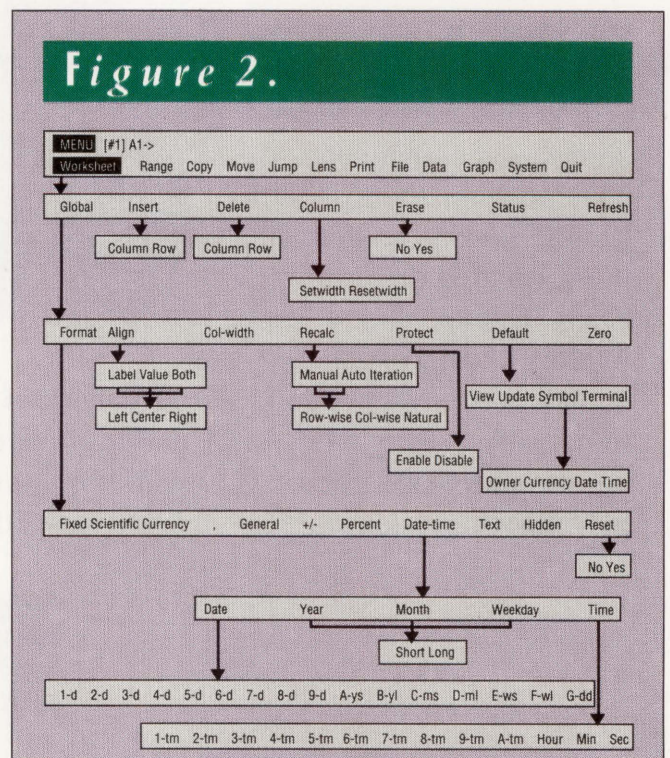 Figure 2.
MENU [#1] A1->
Worksheet Range Copy Move Jump Lens Print File Data Graph System Quit
Global Insert Delete Column Erase Status Refresh
Column Row Column Row No Yes
Setwidth Resetwidth
Format Align Col-width Recalc Protect Default Zero
Label Value Both Manual Auto Iteration
View Update Symbol Terminal
Left Center Right Row-wise Col-wise Natural
Enable Disable
Owner Currency Date Time
Fixed Scientific Currency , General +/- Percent Date-time Text Hidden Reset
No Yes
Date Year Month Weekday Time
Short Long
1-d 2-d 3-d 4-d 5-d 6-d 7-d 8-d 9-d A-ys B-yl C-ms D-ml E-ws F-wl G-dd
1-tm 2-tm 3-tm 4-tm 5-tm 6-tm 7-tm 8-tm 9-tm A-tm Hour Min Sec